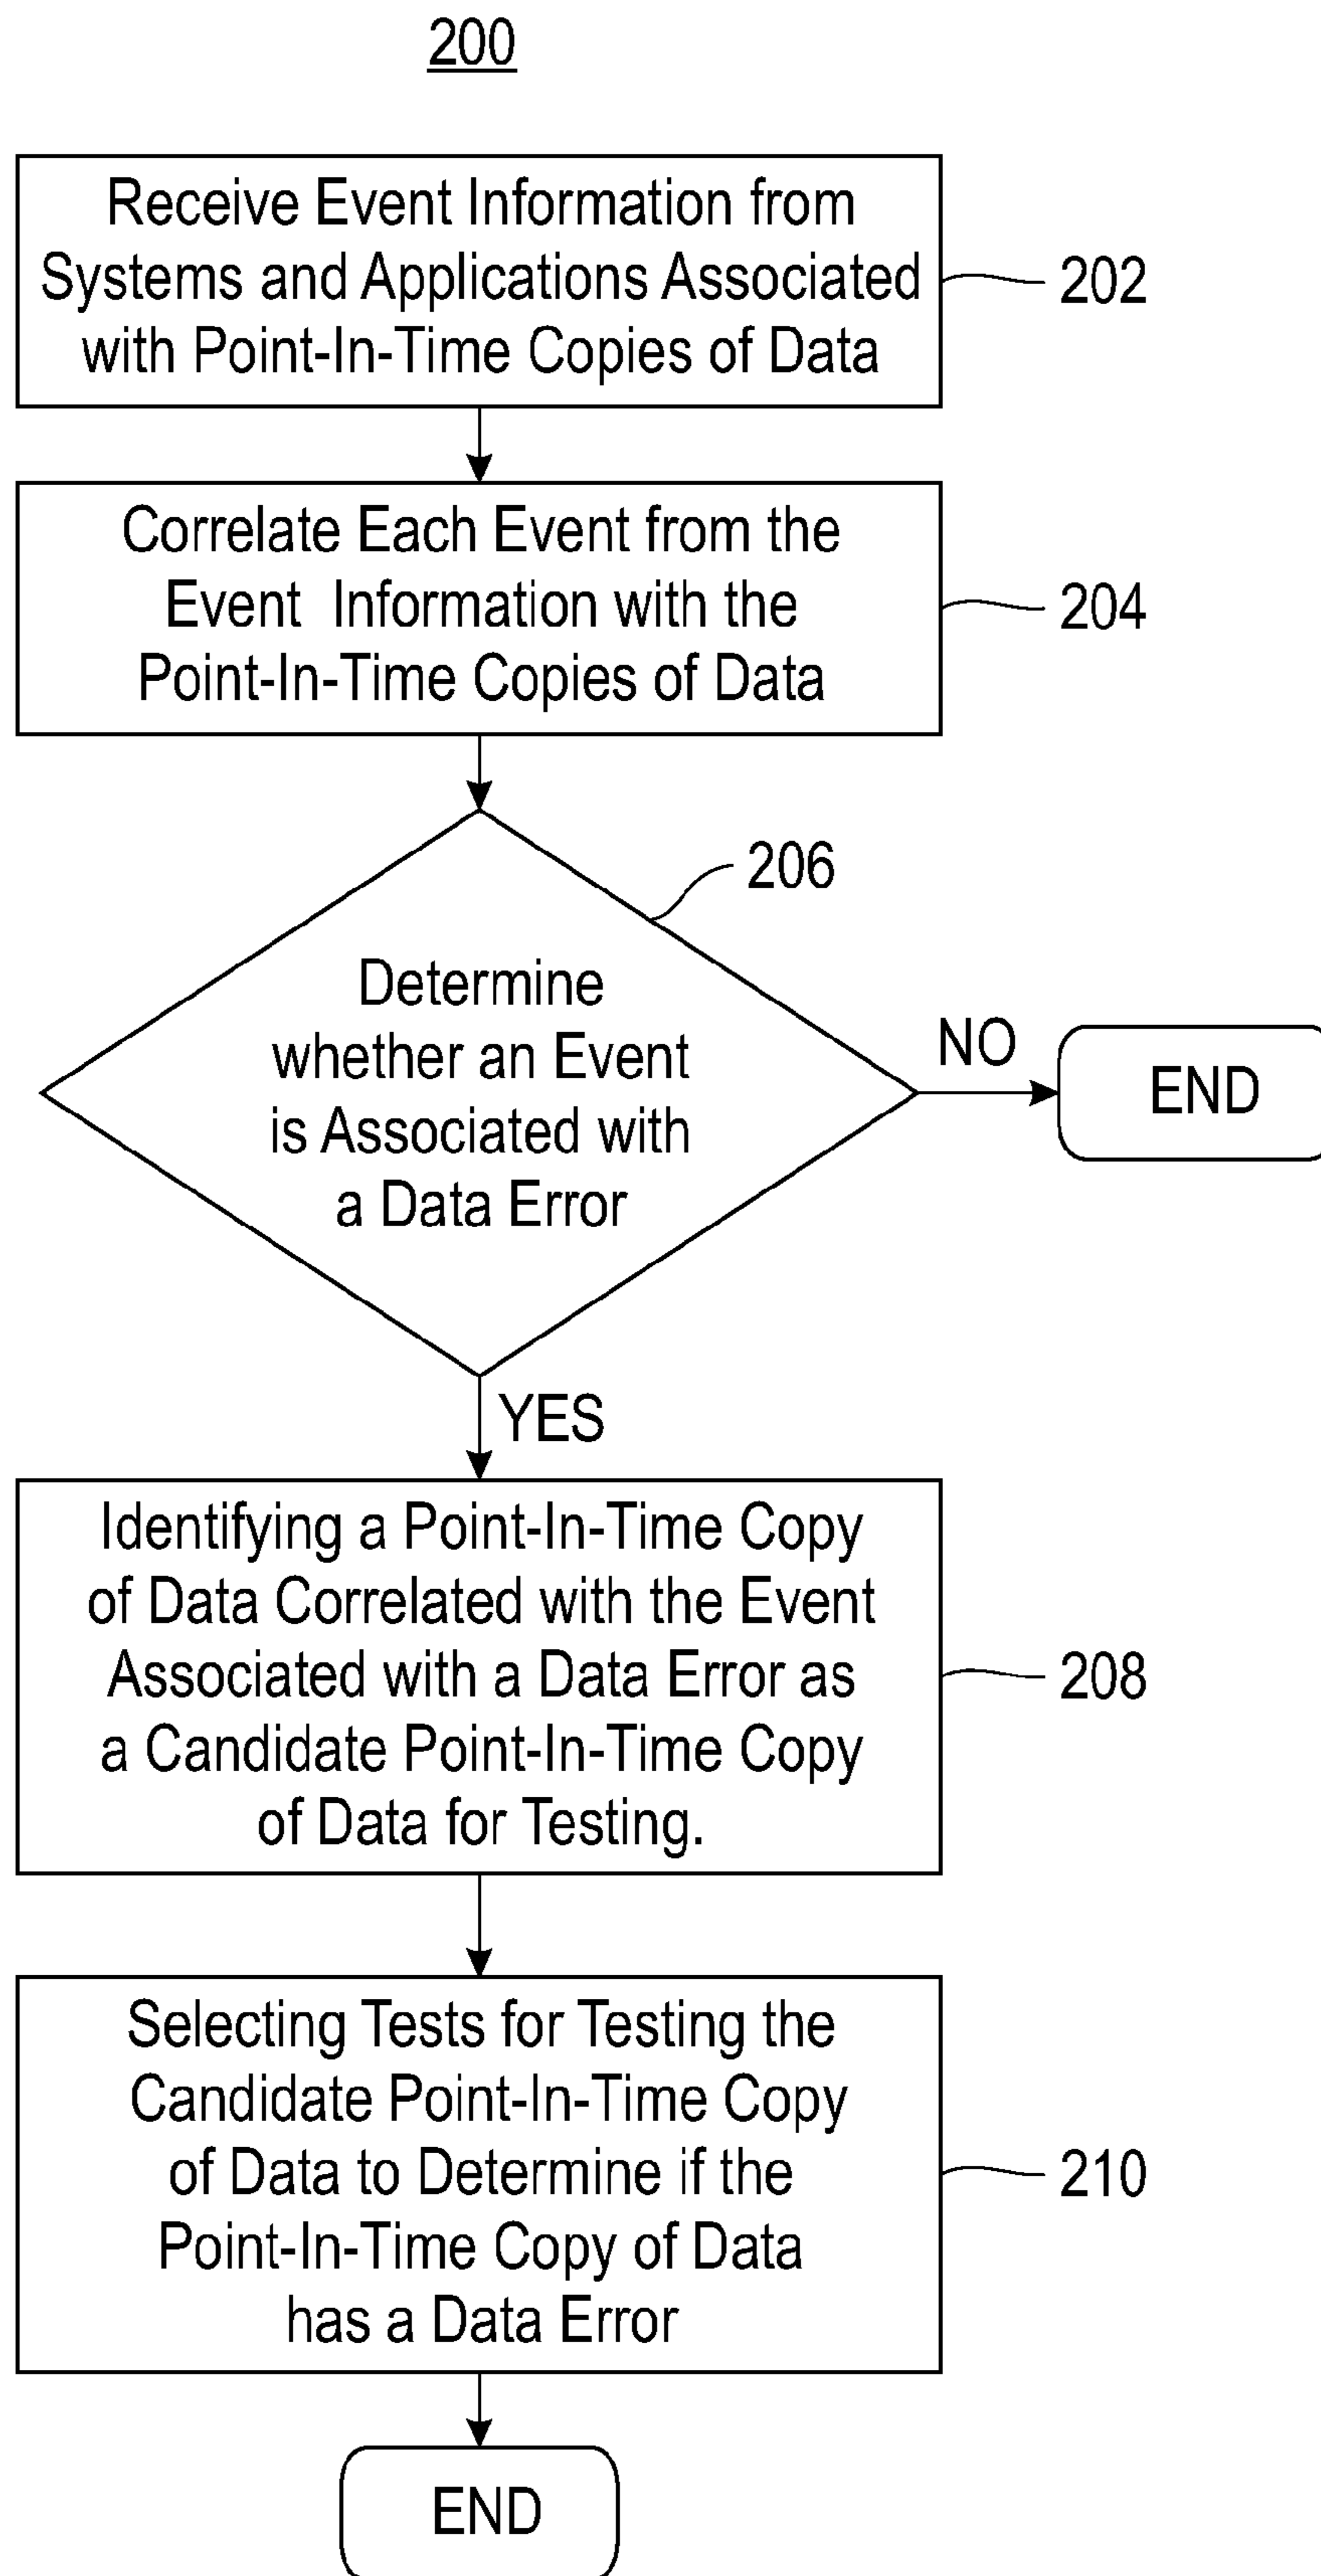 200
Receive Event Information from
Systems and Applications Associated
with Point-In-Time Copies of Data
202
Correlate Each Event from the
Event Information with the
Point-In-Time Copies of Data
204
206
Determine
whether an Event
is Associated with
a Data Error
NO
END
YES
Identifying a Point-In-Time Copy
of Data Correlated with the Event
Associated with a Data Error as
a Candidate Point-In-Time Copy
of Data for Testing.
208
Selecting Tests for Testing the
Candidate Point-In-Time Copy
of Data to Determine if the
Point-In-Time Copy of Data
has a Data Error
210
END